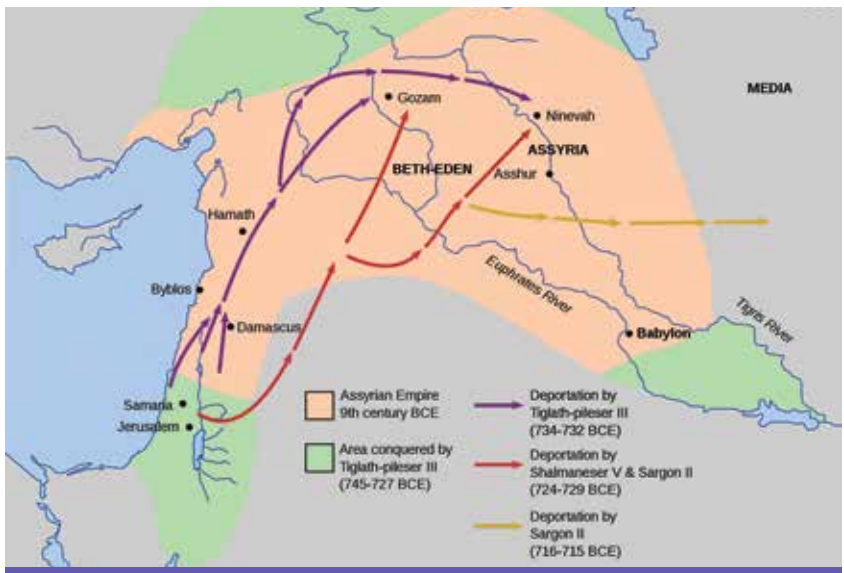 MEDIA
Gozam
Ninevah
ASSYRIA
BETH-EDEN
Asshur
Hamath
Byblos
Euphrates River
Tigris River
Damascus
Babylon
Samaria
Jerusalem
Assyrian Empire
9th century BCE
Area conquered by
Tiglath-pileser III
(745-727 BCE)
Deportation by
Tiglath-pileser III
(734-732 BCE)
Deportation by
Shalmaneser V & Sargon II
(724-729 BCE)
Deportation by
Sargon II
(716-715 BCE)